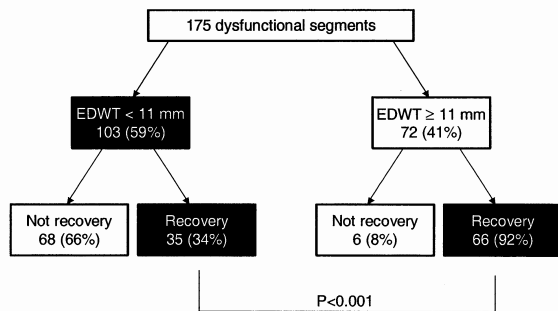 175 dysfunctional segments
EDWT < 11 mm
103 (59%)
EDWT ≥ 11 mm
72 (41%)
Not recovery
68 (66%)
Recovery
35 (34%)
Not recovery
6 (8%)
Recovery
66 (92%)
P<0.001